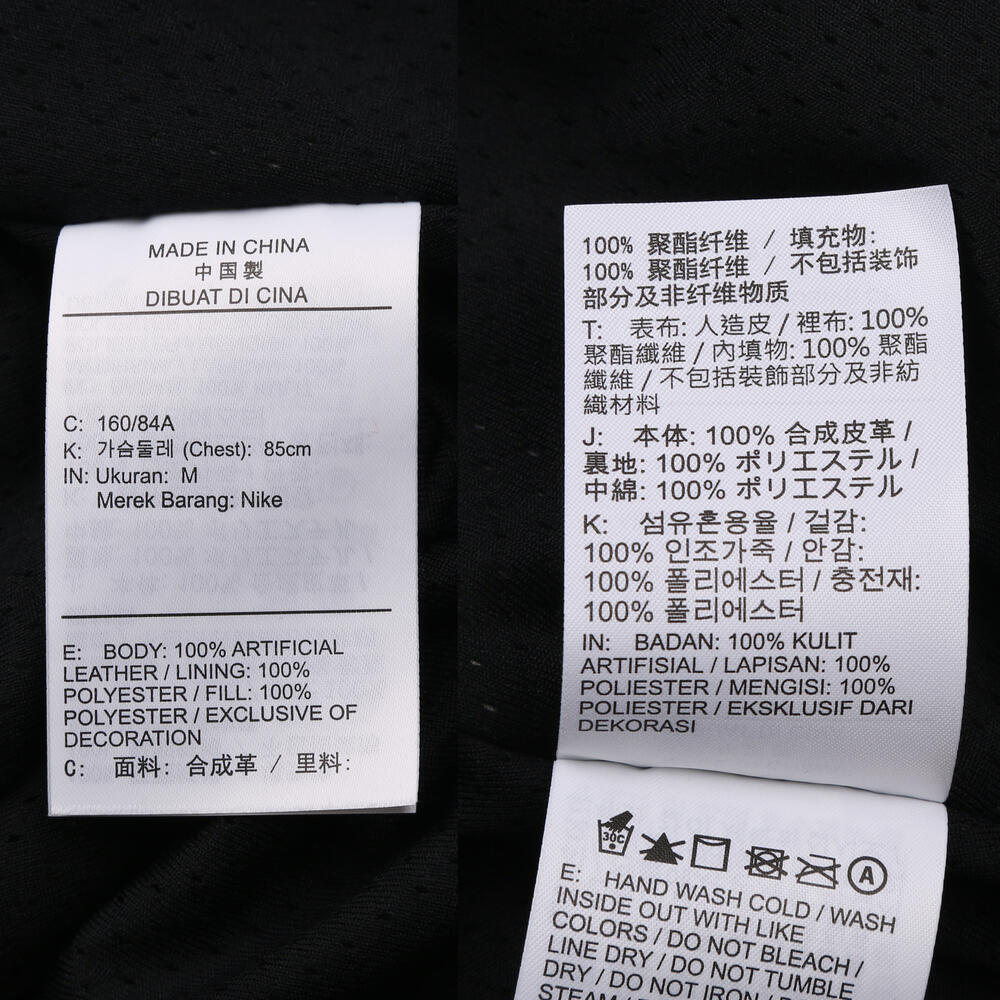 MADE IN CHINA
中国製
DIBUAT DI CINA
C: 160/84A
K: 가슴둘레 (Chest): 85cm
IN: Ukuran: M
Merek Barang: Nike
E: BODY: 100% ARTIFICIAL
LEATHER / LINING: 100%
POLYESTER / FILL: 100%
POLYESTER / EXCLUSIVE OF
DECORATION
C: 面料: 合成革 / 里料:
100% 聚酯纤维 / 填充物:
100% 聚酯纤维 / 不包括装饰
部分及非纤维物质
T: 表布: 人造皮 / 裡布: 100%
聚酯纖維 / 內填物: 100% 聚酯
纖維 / 不包括裝飾部分及非紡
織材料
J: 本体: 100% 合成皮革 /
裏地: 100% ポリエステル /
中綿: 100% ポリエステル
K: 섬유혼용율 / 겉감:
100% 인조가죽 / 안감:
100% 폴리에스터 / 충전재:
100% 폴리에스터
IN: BADAN: 100% KULIT
ARTIFISIAL / LAPISAN: 100%
POLIESTER / MENGISI: 100%
POLYESTER / EKSKLUSIF DARI
DEKORASI
30C
A
E: HAND WASH COLD / WASH
INSIDE OUT WITH LIKE
COLORS / DO NOT BLEACH /
LINE DRY / DO NOT TUMBLE
DRY / DO NOT IRON /
STEAM /